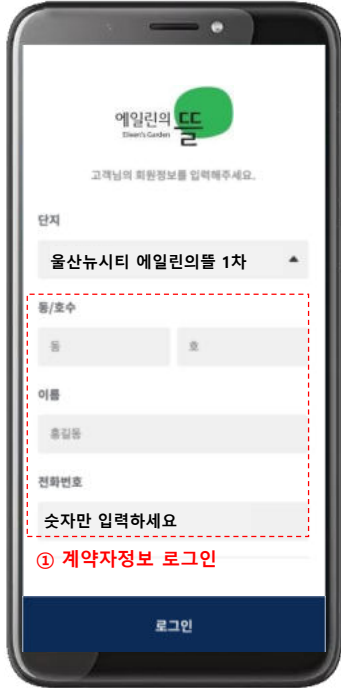 에일린의 뜰
Eileen's Garden
고객님의 회원정보를 입력해주세요.
단지
울산뉴시티 에일린의뜰 1차
동/호수
동 호
이름
홍길동
전화번호
숫자만 입력하세요
① 계약자정보 로그인
로그인